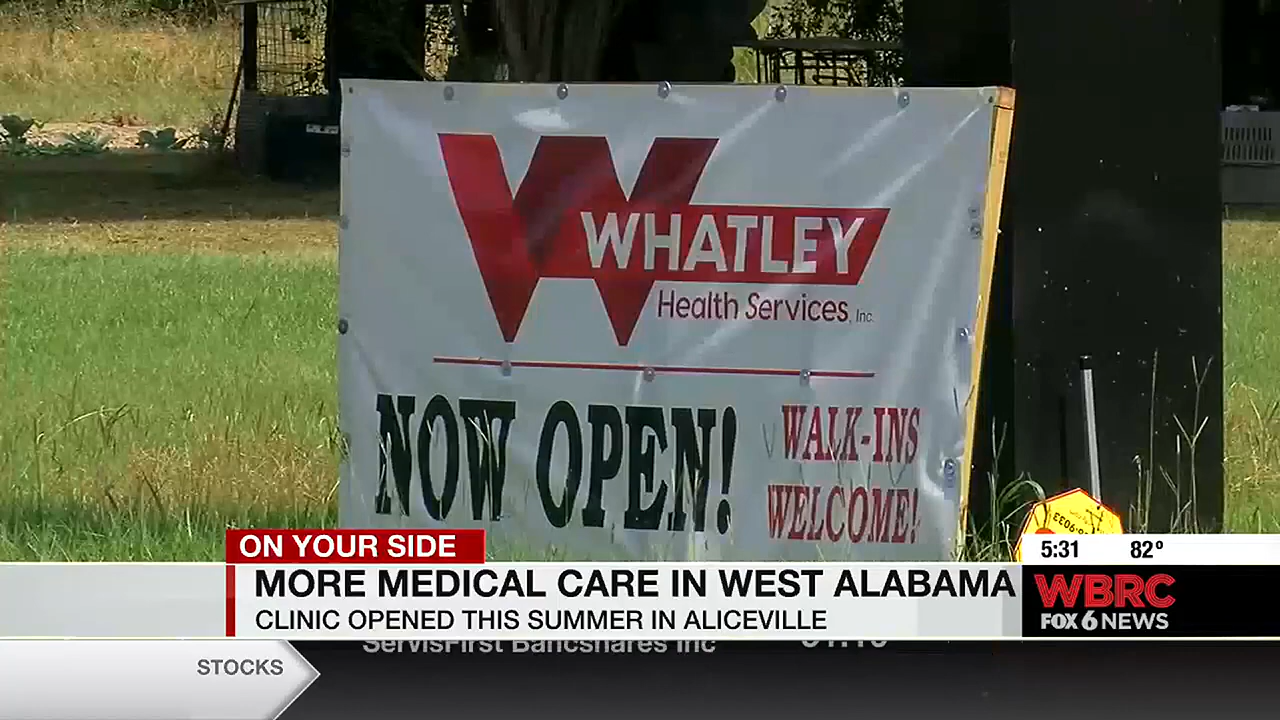 W
WHATLEY
Health Services, Inc.
NOW OPEN!
WALK-INS
WELCOME!
ON YOUR SIDE
MORE MEDICAL CARE IN WEST ALABAMA
CLINIC OPENED THIS SUMMER IN ALICEVILLE
5:31 82°
WBRC
FOX 6 NEWS
STOCKS
ServisFirst Bancshares Inc